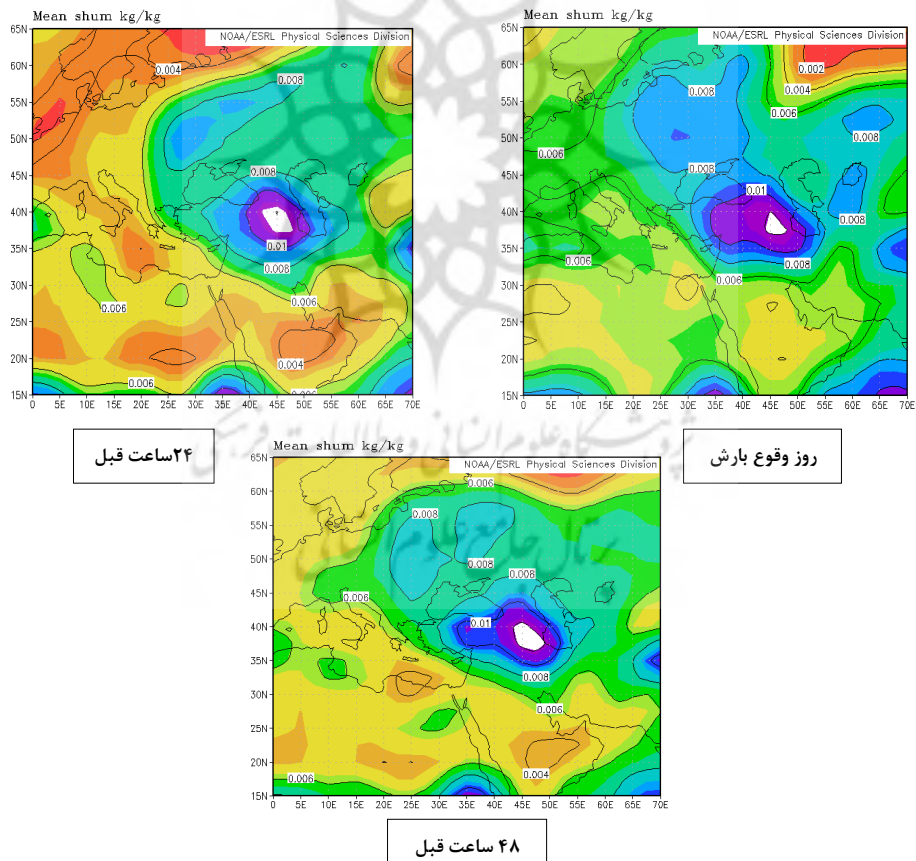 Mean shum kg/kg
NOAA/ESRL Physical Sciences Division
65N
60N
55N
50N
45N
40N
35N
30N
25N
20N
15N
0.004
0.008
0.008
0.01
0.008
0.006
0.006
0.004
0.006
0 5E 10E 15E 20E 25E 30E 35E 40E 45E 50E 55E 60E 65E 70E
۲۴ساعت قبل
Mean shum kg/kg
NOAA/ESRL Physical Sciences Division
65N
60N
55N
50N
45N
40N
35N
30N
25N
20N
15N
0.002
0.004
0.008
0.006
0.008
0.006
0.008
0.01
0.008
0.006
0.008
0.006
0 5E 10E 15E 20E 25E 30E 35E 40E 45E 50E 55E 60E 65E 70E
روز وقوع بارش
پژوهشگاه علوم انسانی و مطالعات فرهنگی
Mean shum kg/kg
NOAA/ESRL Physical Sciences Division
65N
60N
55N
50N
45N
40N
35N
30N
25N
20N
15N
0.006
0.008
0.008
0.008
0.006
0.01
0.008
0.006
0.004
0.006
0 5E 10E 15E 20E 25E 30E 35E 40E 45E 50E 55E 60E 65E 70E
رتال جامع علوم انسانی
۴۸ ساعت قبل